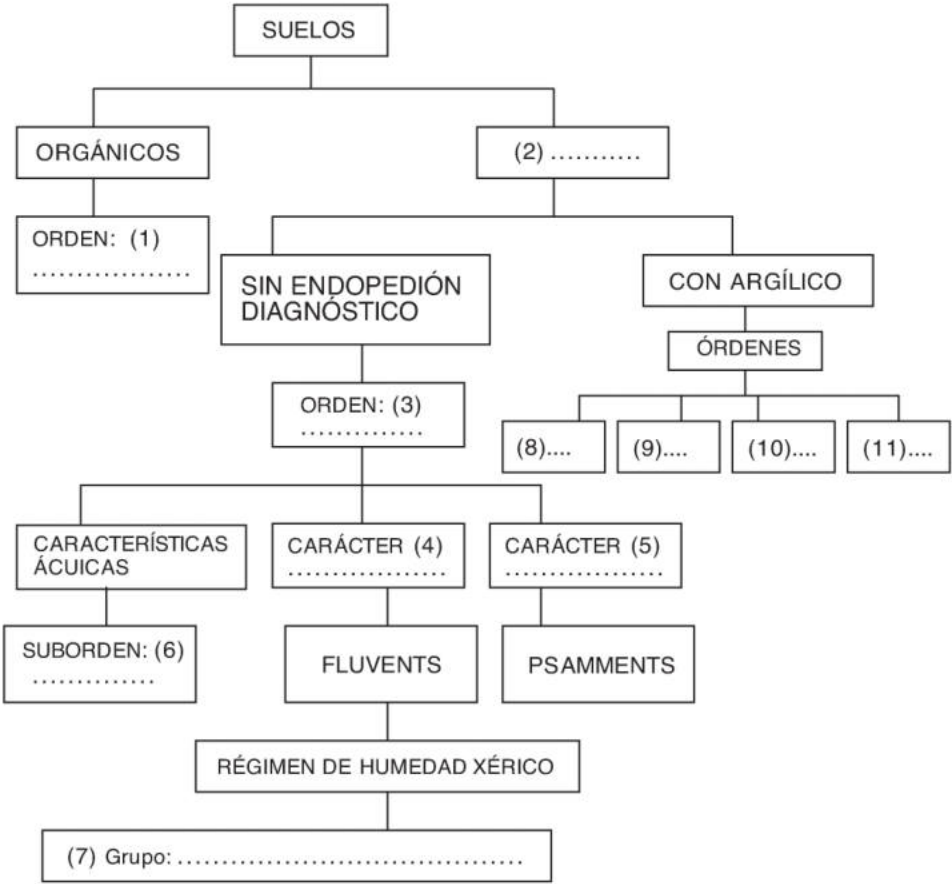 SUELOS
ORGÁNICOS
(2) ...........
ORDEN: (1)
..................
SIN ENDOPEDIÓN
DIAGNÓSTICO
CON ARGÍLICO
ÓRDENES
ORDEN: (3)
..............
(8)....
(9)....
(10)....
(11)....
CARACTERÍSTICAS
ÁCUICAS
CARÁCTER (4)
..................
CARÁCTER (5)
..................
SUBORDEN: (6)
..............
FLUVENTS
PSAMMENTS
RÉGIMEN DE HUMEDAD XÉRICO
(7) Grupo: .......................................